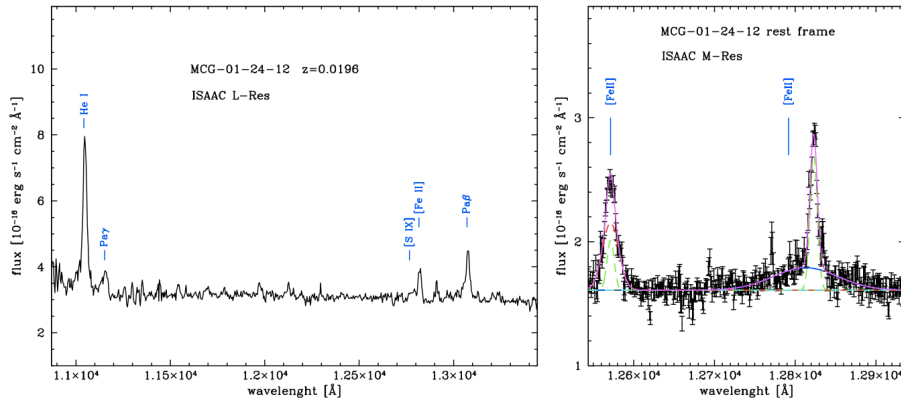 MCG-01-24-12 z=0.0196
ISAAC L-Res
He I
Paγ
[S IX]
[Fe II]
Paβ
10
8
6
4
2
flux [10⁻¹⁶ erg s⁻¹ cm⁻² Å⁻¹]
1.1×10⁴
1.15×10⁴
1.2×10⁴
1.25×10⁴
1.3×10⁴
wavelenght [Å]
MCG-01-24-12 rest frame
ISAAC M-Res
[FeII]
[FeII]
3
2
1
flux [10⁻¹⁶ erg s⁻¹ cm⁻² Å⁻¹]
1.26×10⁴
1.27×10⁴
1.28×10⁴
1.29×10⁴
wavelenght [Å]